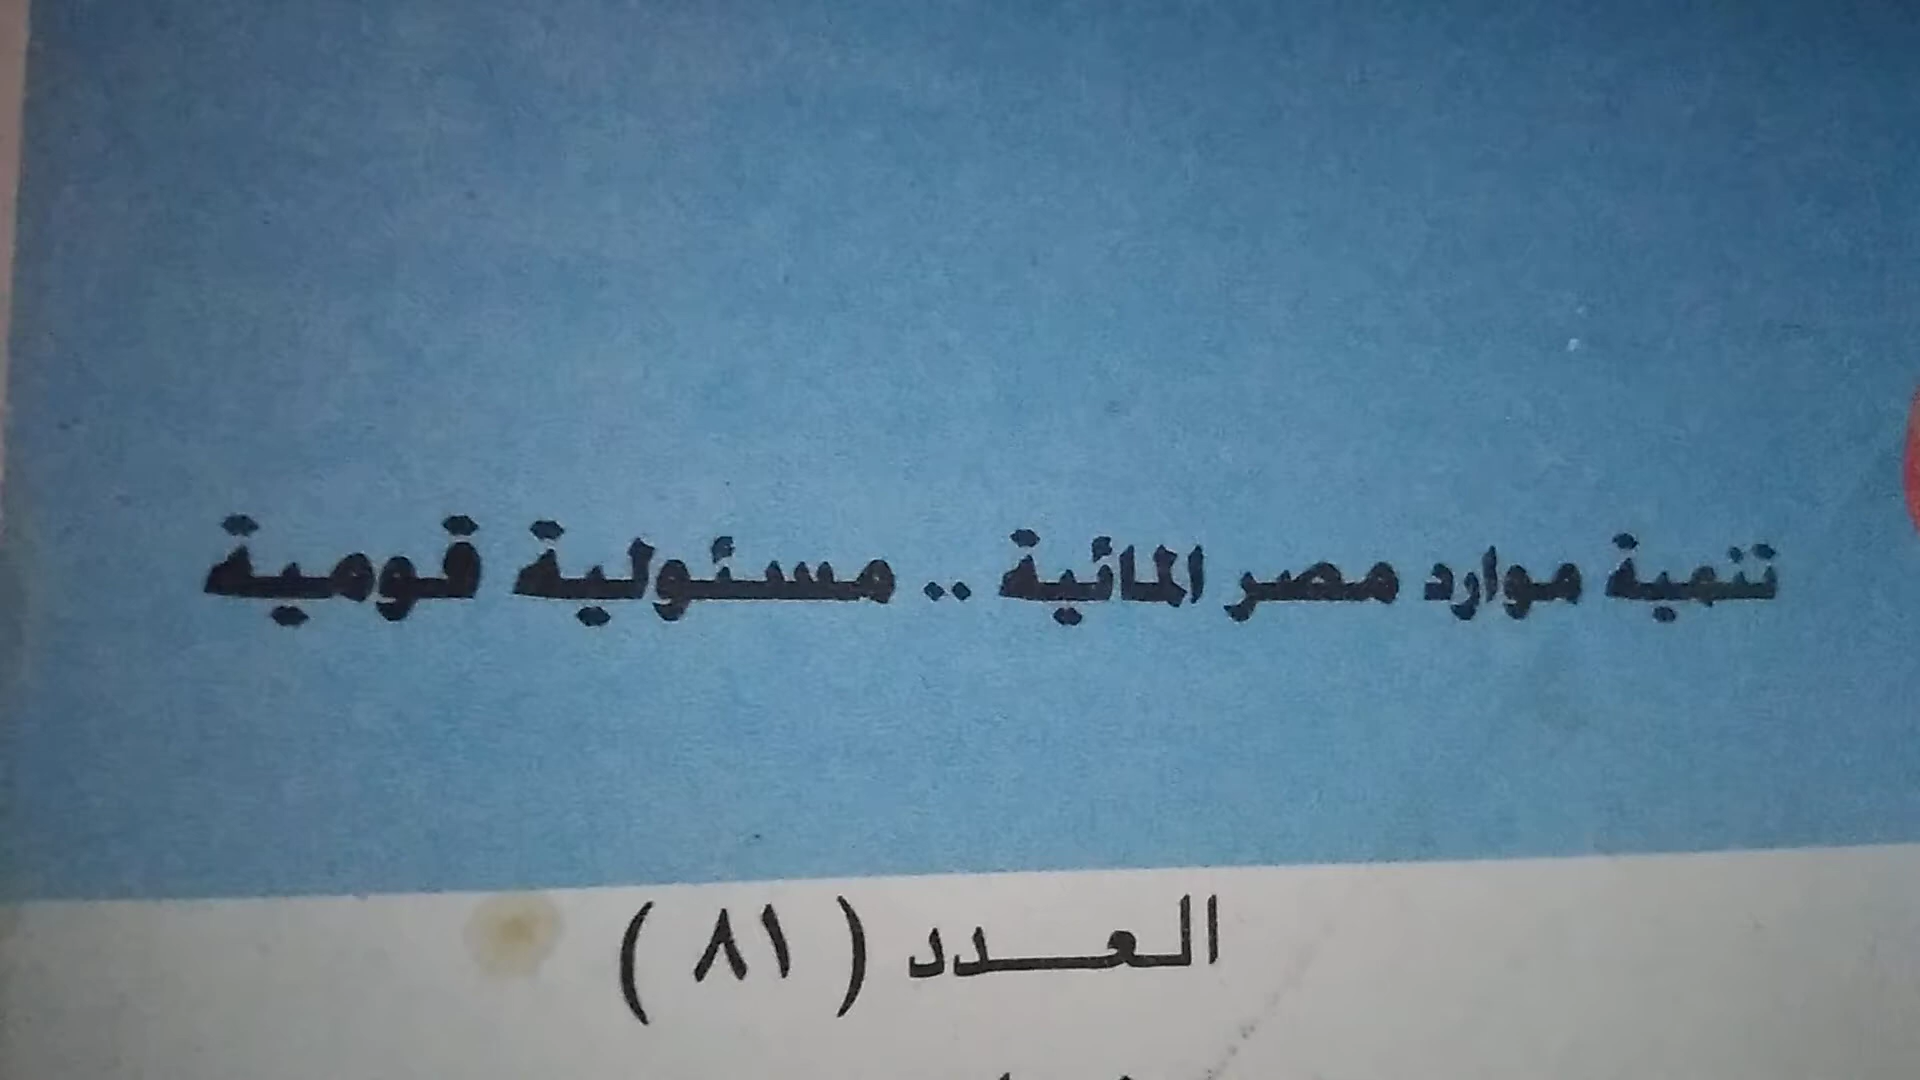 تنمية موارد مصر المائية .. مسئولية قومية
العـــدد ( ٨١ )